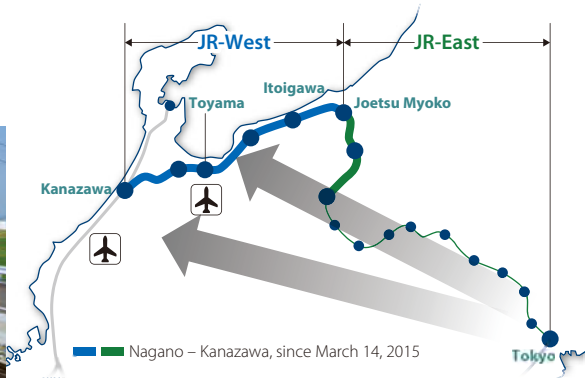 JR-West
JR-East
Itoigawa
Toyama
Joetsu Myoko
Kanazawa
Nagano – Kanazawa, since March 14, 2015
Tokyo